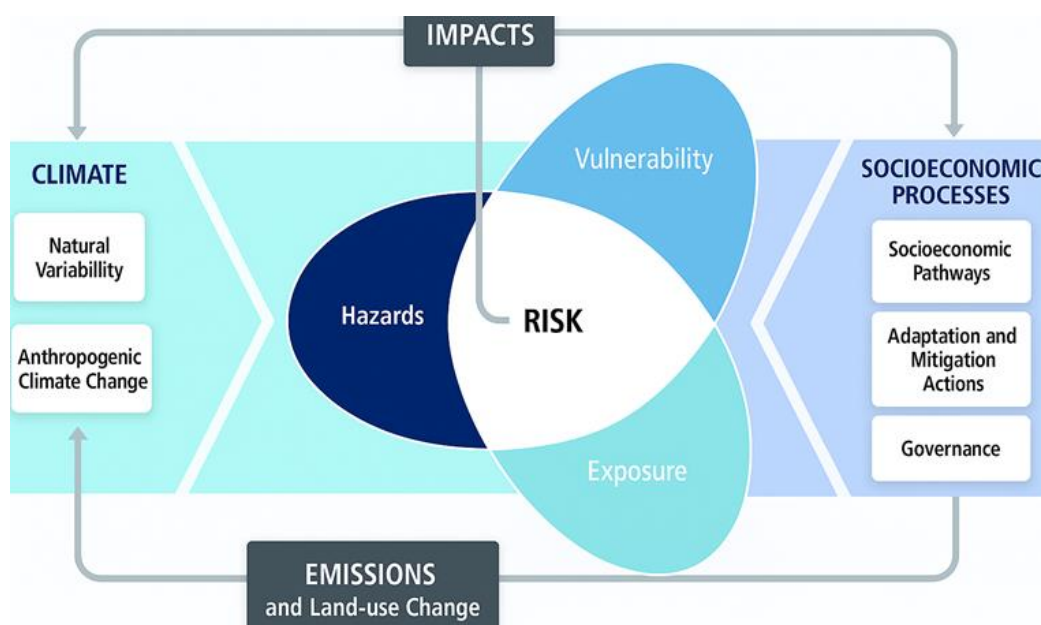 IMPACTS
CLIMATE
Natural
Variabillity
Anthropogenic
Climate Change
Vulnerability
Hazards
RISK
Exposure
SOCIOECONOMIC
PROCESSES
Socioeconomic
Pathways
Adaptation and
Mitigation
Actions
Governance
EMISSIONS
and Land-use Change